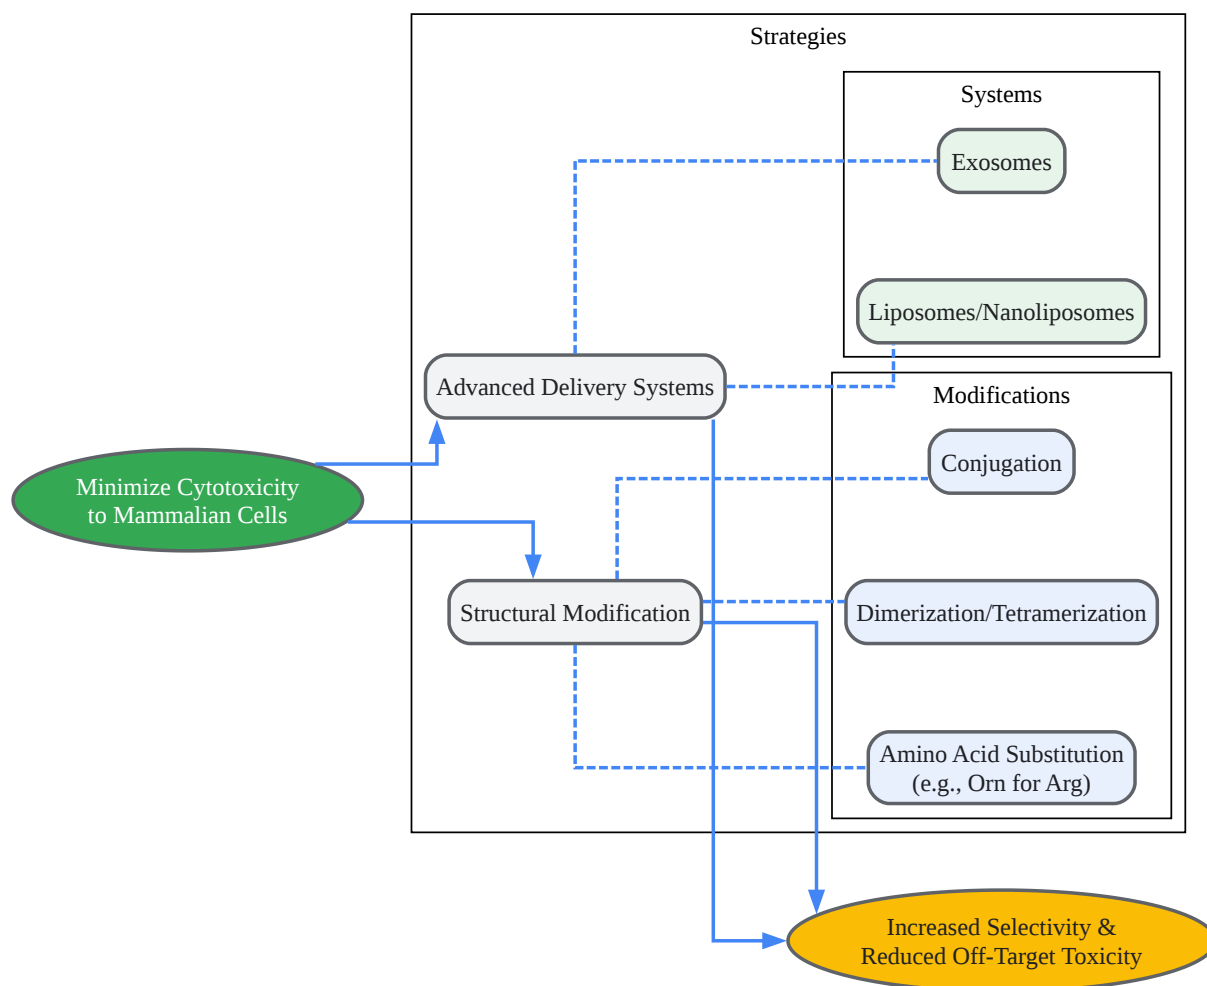 Strategies
Systems
Exosomes
Liposomes/Nanoliposomes
Advanced Delivery Systems
Modifications
Conjugation
Minimize Cytotoxicity
to Mammalian Cells
Structural Modification
Dimerization/Tetramerization
Amino Acid Substitution
(e.g., Orn for Arg)
Increased Selectivity &
Reduced Off-Target Toxicity